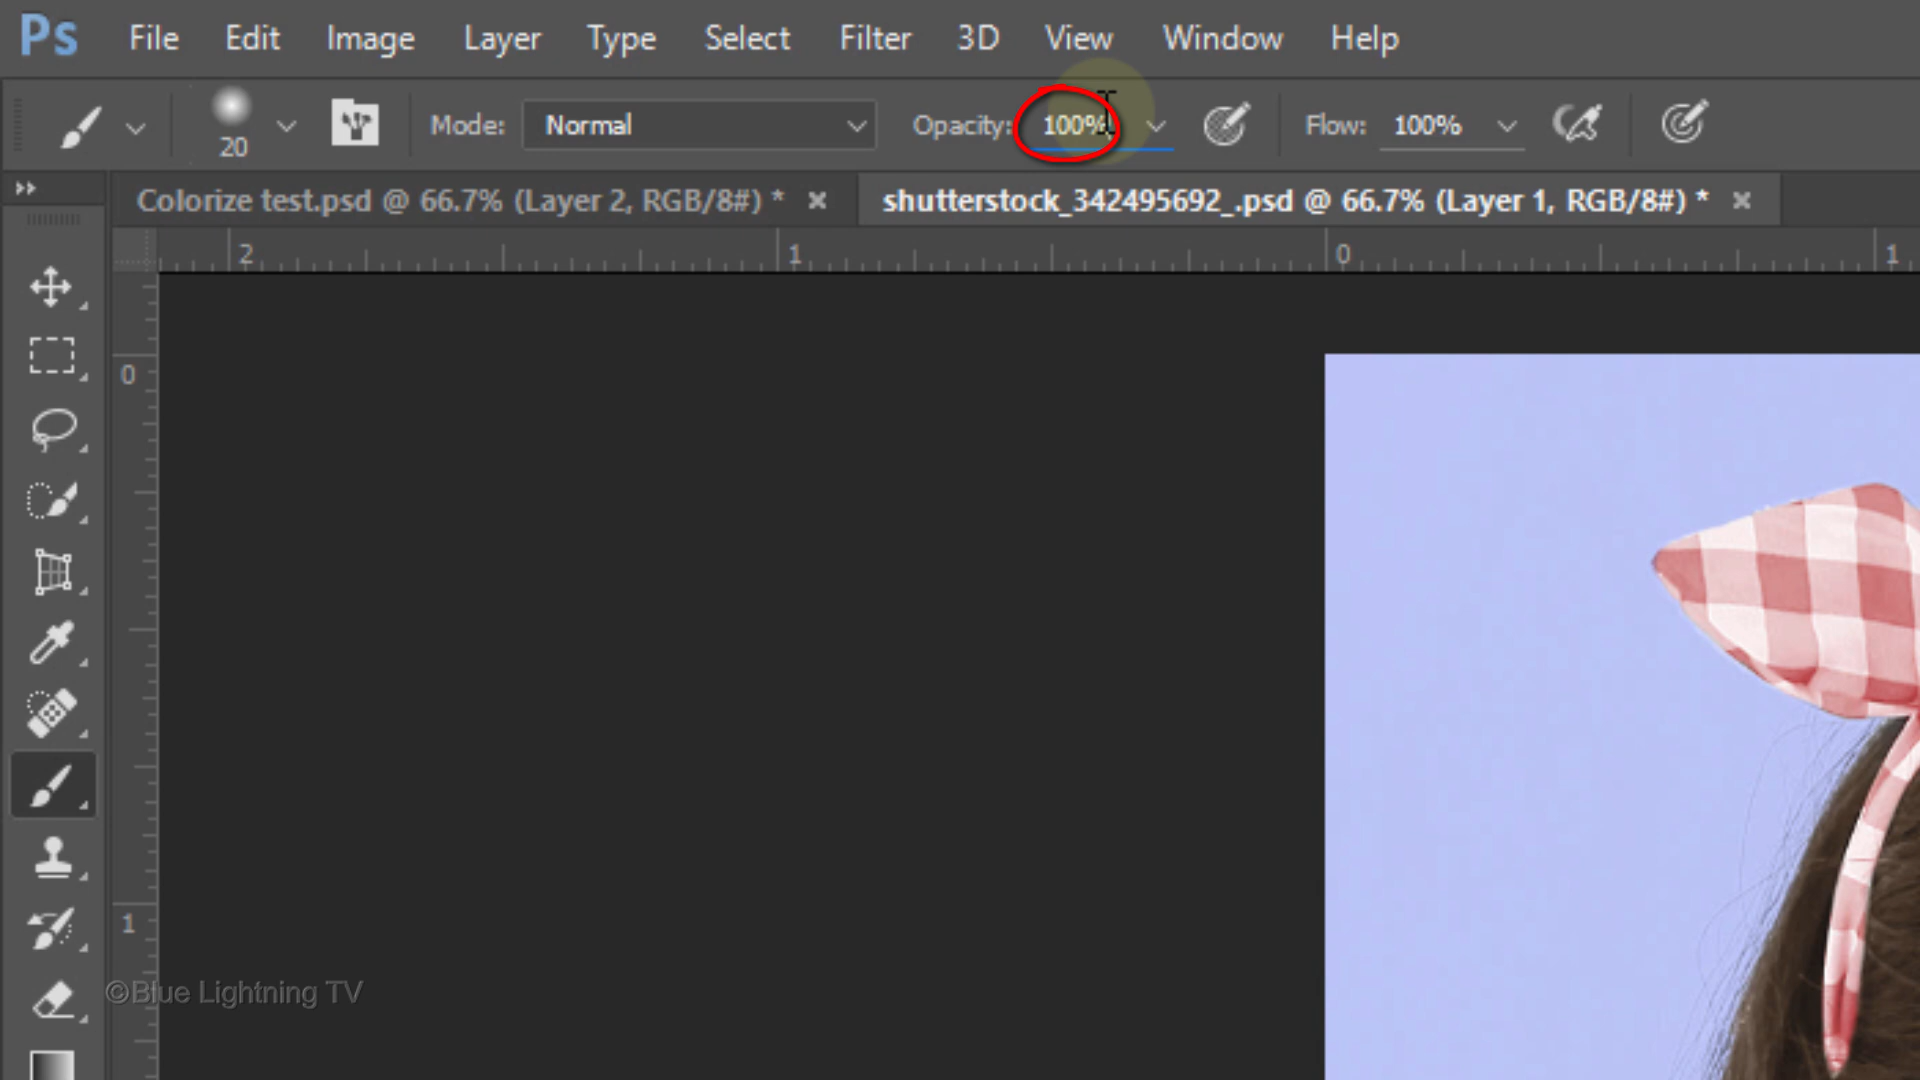 Ps File Edit Image Layer Type Select Filter 3D View Window Help
20 Mode: Normal Opacity: 100% Flow: 100%
Colorize test.psd @ 66.7% (Layer 2, RGB/8#) * × shutterstock_342495692_.psd @ 66.7% (Layer 1, RGB/8#) * ×
2 1 0 1
0
1
©Blue Lightning TV